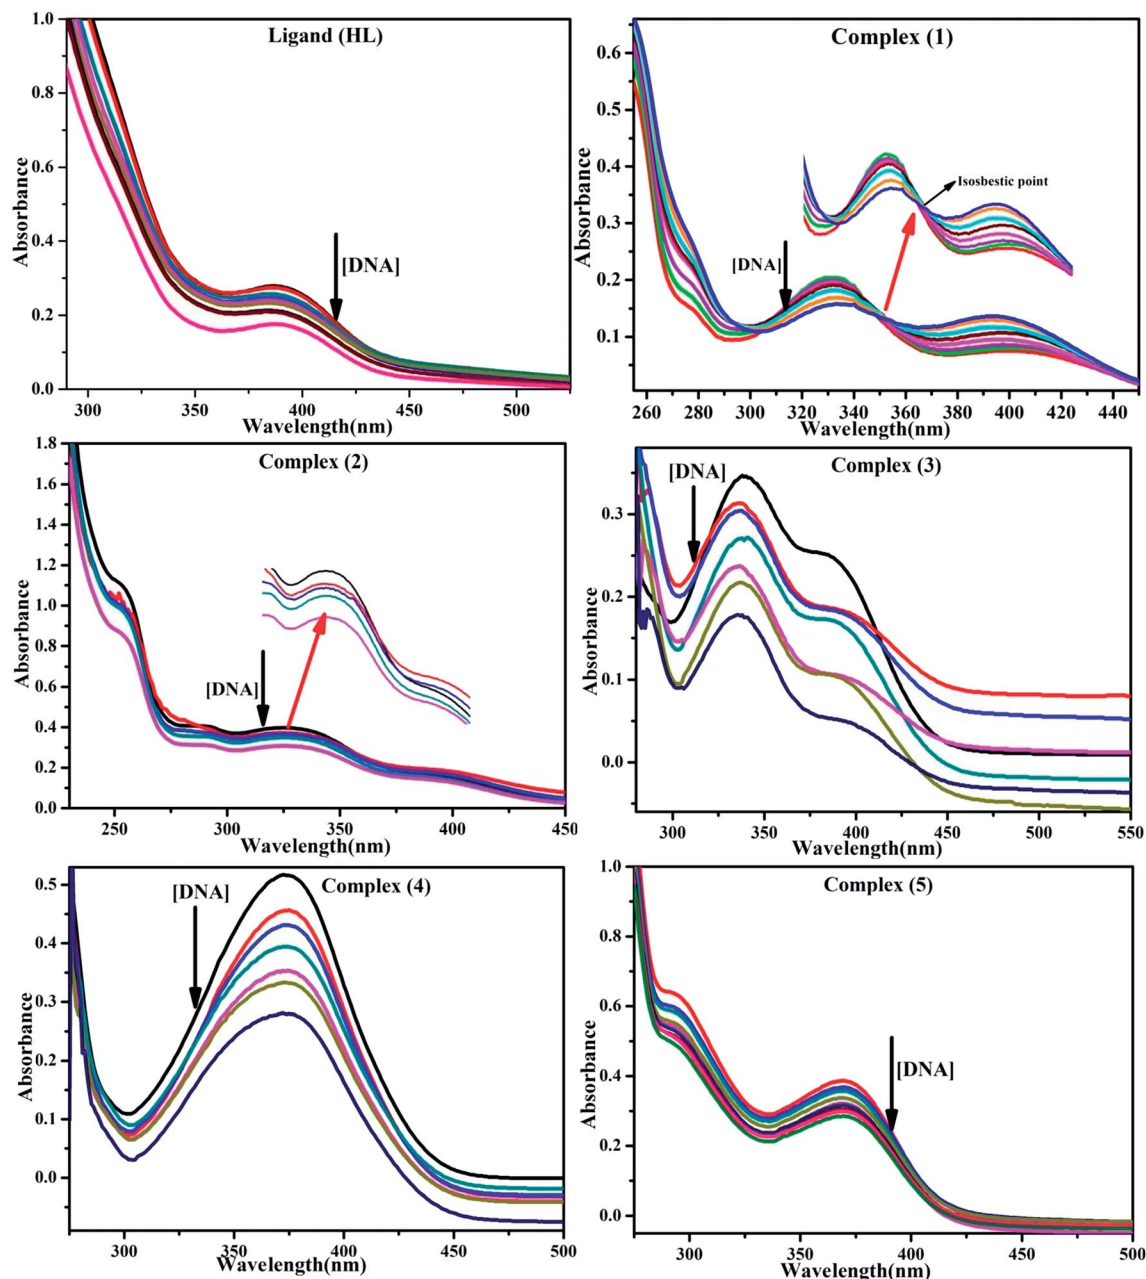 Ligand (HL)
Absorbance
1.0
0.8
0.6
0.4
0.2
0.0
[DNA]
300 350 400 450 500
Wavelength(nm)
Complex (1)
Absorbance
0.6
0.5
0.4
0.3
0.2
0.1
Isosbestic point
[DNA]
260 280 300 320 340 360 380 400 420 440
Wavelength(nm)
Complex (2)
Absorbance
1.8
1.6
1.4
1.2
1.0
0.8
0.6
0.4
0.2
0.0
[DNA]
250 300 350 400 450
Wavelength(nm)
Complex (3)
Absorbance
0.3
0.2
0.1
0.0
[DNA]
300 350 400 450 500 550
Wavelength(nm)
Complex (4)
Absorbance
0.5
0.4
0.3
0.2
0.1
0.0
[DNA]
300 350 400 450 500
Wavelength(nm)
Complex (5)
Absorbance
1.0
0.8
0.6
0.4
0.2
0.0
[DNA]
300 350 400 450 500
Wavelength(nm)